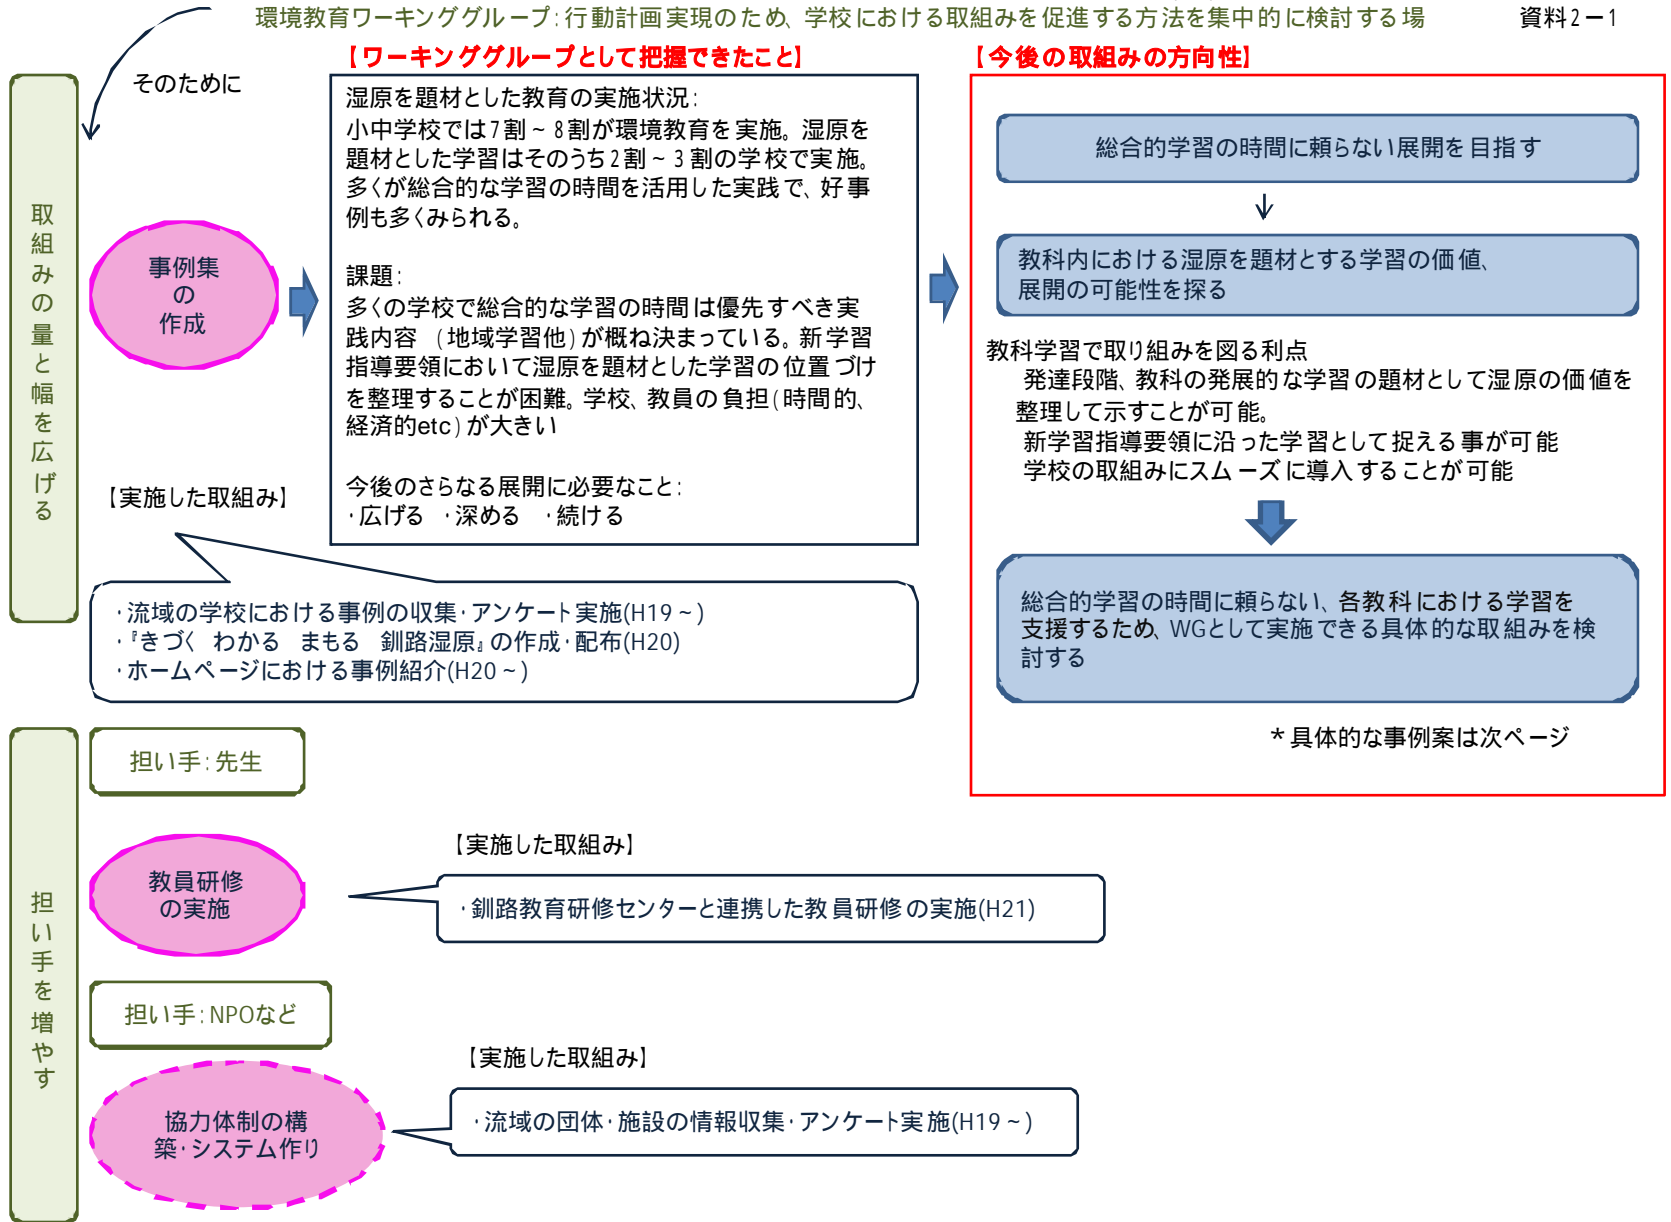 環境教育ワーキンググループ:行動計画実現のため、学校における取組みを促進する方法を集中的に検討する場
資料2－1
そのために
取組みの量と幅を広げる
事例集
の
作成
【ワーキンググループとして把握できたこと】
湿原を題材とした教育の実施状況:
小中学校では7割～8割が環境教育を実施。湿原を
題材とした学習はそのうち2割～3割の学校で実施。
多くが総合的な学習の時間を活用した実践で、好事
例も多くみられる。
課題:
多くの学校で総合的な学習の時間は優先すべき実
践内容 (地域学習他)が概ね決まっている。新学習
指導要領において湿原を題材とした学習の位置づけ
を整理することが困難。学校、教員の負担(時間的、
経済的etc)が大きい
今後のさらなる展開に必要なこと:
・広げる ・深める ・続ける
【実施した取組み】
・流域の学校における事例の収集・アンケート実施(H19～)
・『きづく わかる まもる 釧路湿原』の作成・配布(H20)
・ホームページにおける事例紹介(H20～)
【今後の取組みの方向性】
総合的学習の時間に頼らない展開を目指す
↓
教科内における湿原を題材とする学習の価値、
展開の可能性を探る
教科学習で取り組みを図る利点
発達段階、教科の発展的な学習の題材として湿原の価値を
整理して示すことが可能。
新学習指導要領に沿った学習として捉える事が可能
学校の取組みにスムーズに導入することが可能
総合的学習の時間に頼らない、各教科における学習を
支援するため、WGとして実施できる具体的な取組みを検
討する
*具体的な事例案は次ページ
担い手を増やす
担い手:先生
教員研修
の実施
【実施した取組み】
・釧路教育研修センターと連携した教員研修の実施(H21)
担い手:NPOなど
協力体制の構
築・システム作り
【実施した取組み】
・流域の団体・施設の情報収集・アンケート実施(H19～)